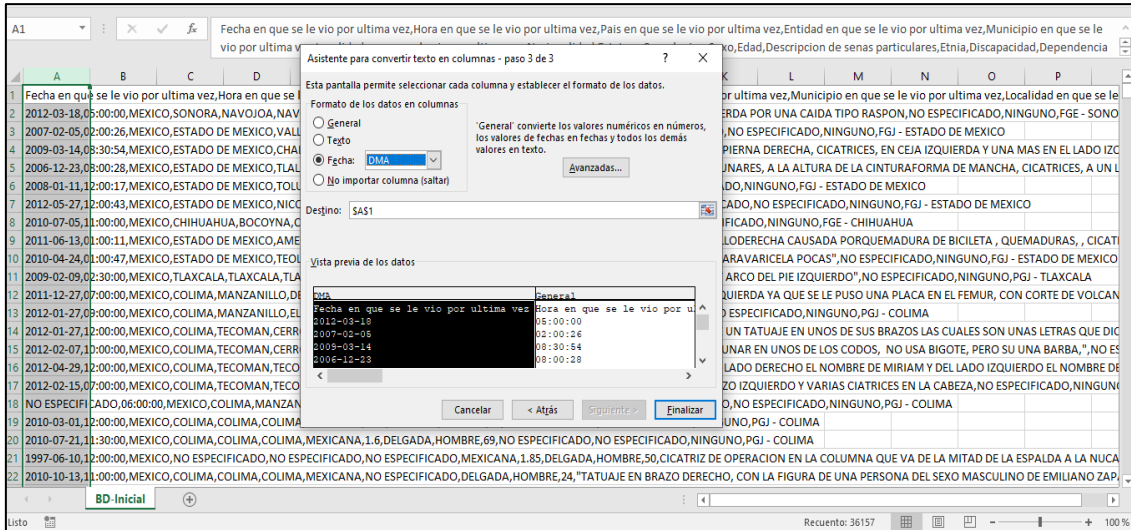 A1
fx
Fecha en que se le vio por ultima vez,Hora en que se le vio por ultima vez,Pais en que se le vio por ultima vez,Entidad en que se le vio por ultima vez,Municipio en que se le
vio por ultima
Sexo,Edad,Descripcion de senas particulares,Etnia,Discapacidad,Dependencia
Asistente para convertir texto en columnas - paso 3 de 3
? X
Esta pantalla permite seleccionar cada columna y establecer el formato de los datos.
Formato de los datos en columnas
General
Texto
Fecha: DMA
No importar columna (saltar)
'General' convierte los valores numéricos en números,
los valores de fechas en fechas y todos los demás
valores en texto.
Avanzadas...
Destino: $A$1
Vista previa de los datos
DMA General
Fecha en que se le vio por ultima vez Hora en que se le vio por
2012-03-18 05:00:00
2007-02-05 02:00:26
2009-03-14 08:30:54
2006-12-23 08:00:28
Cancelar < Atrás Siguiente > Finalizar
A B C D K L M N O P
1 Fecha en que se le vio por ultima vez,Hora en que se le vio por ultima vez,Municipio en que se le vio por ultima vez,Localidad en que se le
2 2012-03-18,05:00:00,MEXICO,SONORA,NAVOJOA,NAV POR UNA CAIDA TIPO RASPON,NO ESPECIFICADO,NINGUNO,FGE - SONO
3 2007-02-05,02:00:26,MEXICO,ESTADO DE MEXICO,VALL ,NO ESPECIFICADO,NINGUNO,FGJ - ESTADO DE MEXICO
4 2009-03-14,08:30:54,MEXICO,ESTADO DE MEXICO,CHA PIERNA DERECHA, CICATRICES, EN CEJA IZQUIERDA Y UNA MAS EN EL LADO IZQ
5 2006-12-23,08:00:28,MEXICO,ESTADO DE MEXICO,TLAL UNARES, A LA ALTURA DE LA CINTURAFORMA DE MANCHA, CICATRICES, A UN L
6 2008-01-11,12:00:17,MEXICO,ESTADO DE MEXICO,TOLU ADO,NINGUNO,FGJ - ESTADO DE MEXICO
7 2012-05-27,12:00:43,MEXICO,ESTADO DE MEXICO,NICO CADO,NO ESPECIFICADO,NINGUNO,FGJ - ESTADO DE MEXICO
8 2010-07-05,11:00:00,MEXICO,CHIHUAHUA,BOCOYNA,C IFICADO,NINGUNO,FGE - CHIHUAHUA
9 2011-06-13,01:00:11,MEXICO,ESTADO DE MEXICO,AME LODERECHA CAUSADA PORQUEMADURA DE BICILETA , QUEMADURAS, , CICATI
10 2010-04-24,01:00:47,MEXICO,ESTADO DE MEXICO,TEOL ARAVARICELA POCAS",NO ESPECIFICADO,NINGUNO,FGJ - ESTADO DE MEXICO
11 2009-02-09,02:30:00,MEXICO,TLAXCALA,TLAXCALA,TLA ARCO DEL PIE IZQUIERDO",NO ESPECIFICADO,NINGUNO,PGJ - TLAXCALA
12 2011-12-27,07:00:00,MEXICO,COLIMA,MANZANILLO,DE QUIERDA YA QUE SE LE PUSO UNA PLACA EN EL FEMUR, CON CORTE DE VOLCAN
13 2012-01-27,09:00:00,MEXICO,COLIMA,MANZANILLO,EL O ESPECIFICADO,NINGUNO,PGJ - COLIMA
14 2012-01-27,12:00:00,MEXICO,COLIMA,TECOMAN,CERR UN TATUAJE EN UNOS DE SUS BRAZOS LAS CUALES SON UNAS LETRAS QUE DIC
15 2012-02-07,10:00:00,MEXICO,COLIMA,TECOMAN,CERR UNAR EN UNOS DE LOS CODOS, NO USA BIGOTE, PERO SU UNA BARBA,",NO ES
16 2012-04-29,12:00:00,MEXICO,COLIMA,TECOMAN,TECO LADO DERECHO EL NOMBRE DE MIRIAM Y DEL LADO IZQUIERDO EL NOMBRE DE
17 2012-02-15,07:00:00,MEXICO,COLIMA,TECOMAN,TECO ZO IZQUIERDO Y VARIAS CIATRICES EN LA CABEZA,NO ESPECIFICADO,NINGUN
18 NO ESPECIFICADO,06:00:00,MEXICO,COLIMA,MANZAN O,NO ESPECIFICADO,NINGUNO,PGJ - COLIMA
19 2010-03-01,12:00:00,MEXICO,COLIMA,COLIMA,COLIMA UNO,PGJ - COLIMA
20 2010-07-21,11:30:00,MEXICO,COLIMA,COLIMA,COLIMA,MEXICANA,1.6,DELGADA,HOMBRE,69,NO ESPECIFICADO,NO ESPECIFICADO,NINGUNO,PGJ - COLIMA
21 1997-06-10,12:00:00,MEXICO,NO ESPECIFICADO,NO ESPECIFICADO,NO ESPECIFICADO,MEXICANA,1.85,DELGADA,HOMBRE,50,CICATRIZ DE OPERACION EN LA COLUMNA QUE VA DE LA MITAD DE LA ESPALDA A LA NUCA
22 2010-10-13,11:00:00,MEXICO,COLIMA,COLIMA,COLIMA,MEXICANA,NO ESPECIFICADO,DELGADA,HOMBRE,24,"TATUAJE EN BRAZO DERECHO, CON LA FIGURA DE UNA PERSONA DEL SEXO MASCULINO DE EMILIANO ZAP
BD-Inicial
Listo Recuento: 36157 100 %